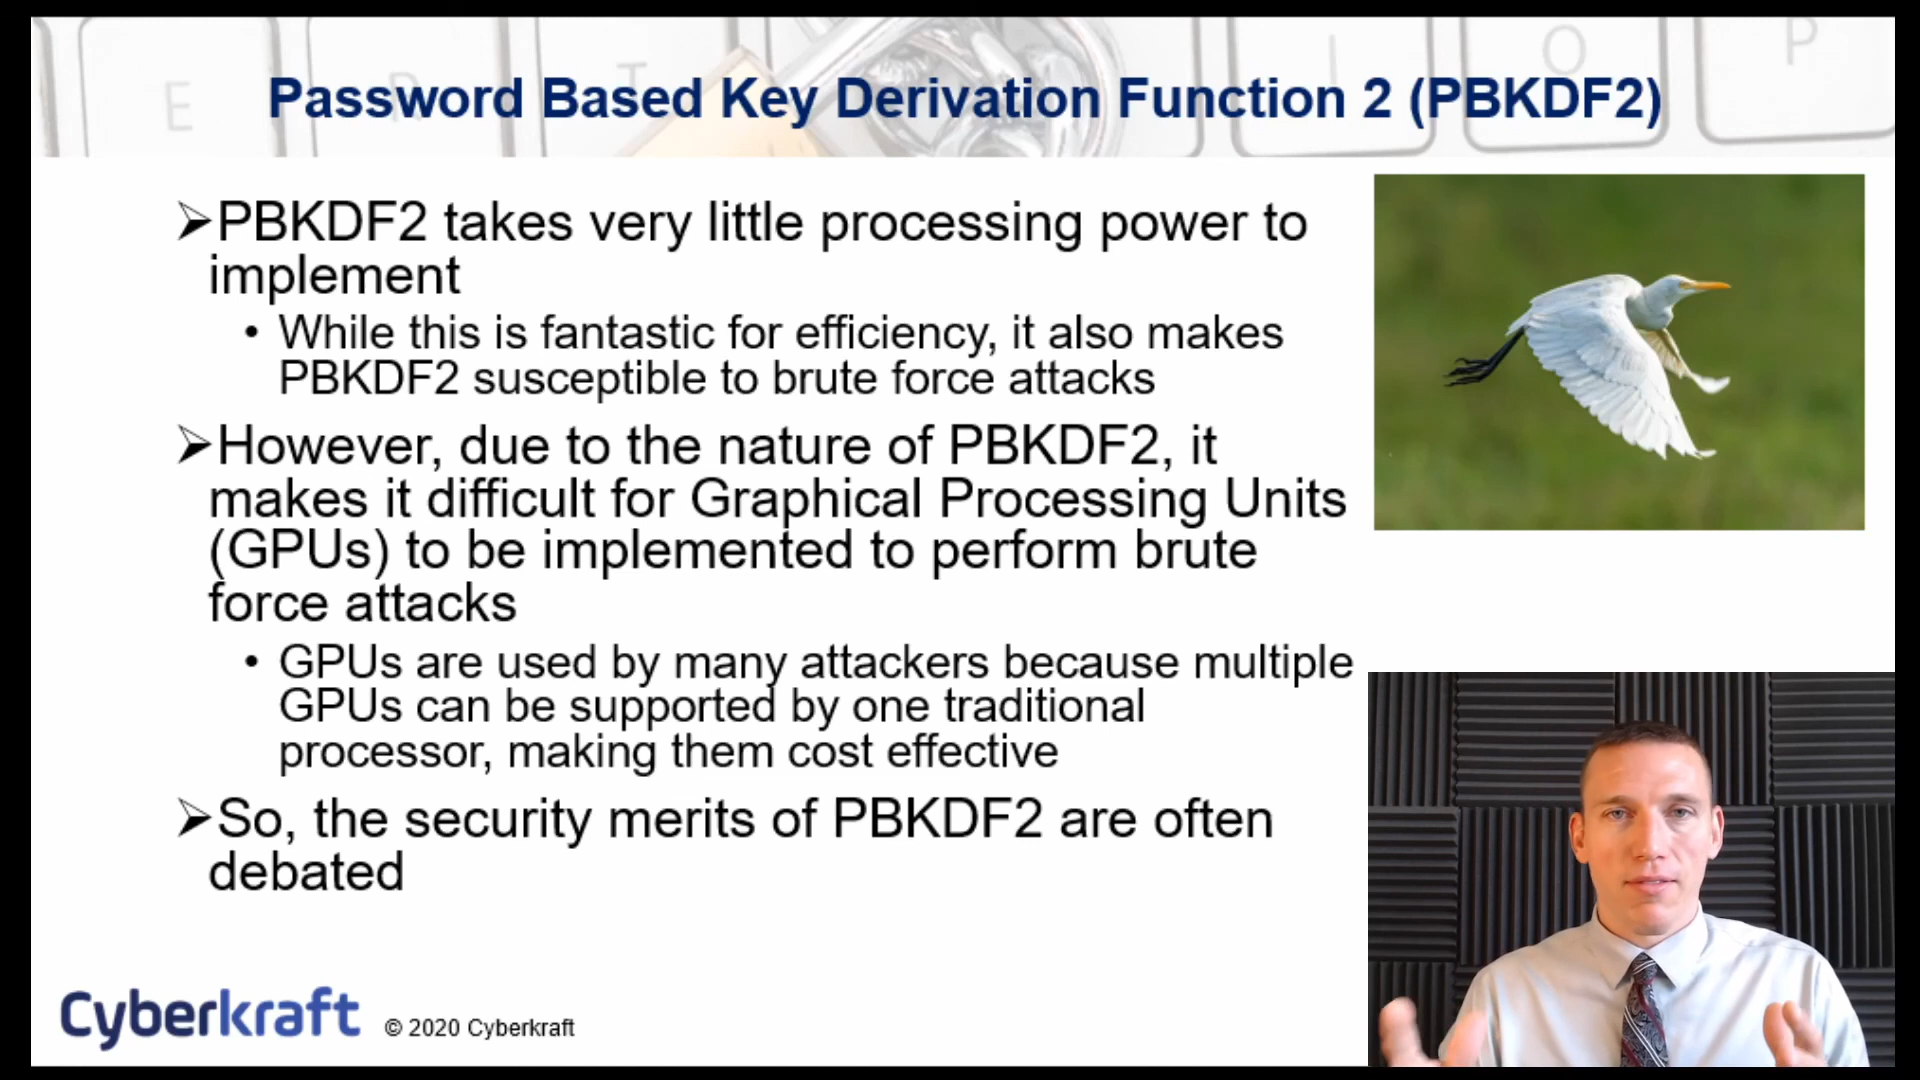 E R T I O P
Password Based Key Derivation Function 2 (PBKDF2)
➢PBKDF2 takes very little processing power to
implement
• While this is fantastic for efficiency, it also makes
PBKDF2 susceptible to brute force attacks
➢However, due to the nature of PBKDF2, it
makes it difficult for Graphical Processing Units
(GPUs) to be implemented to perform brute
force attacks
• GPUs are used by many attackers because multiple
GPUs can be supported by one traditional
processor, making them cost effective
➢So, the security merits of PBKDF2 are often
debated
Cyberkraft © 2020 Cyberkraft